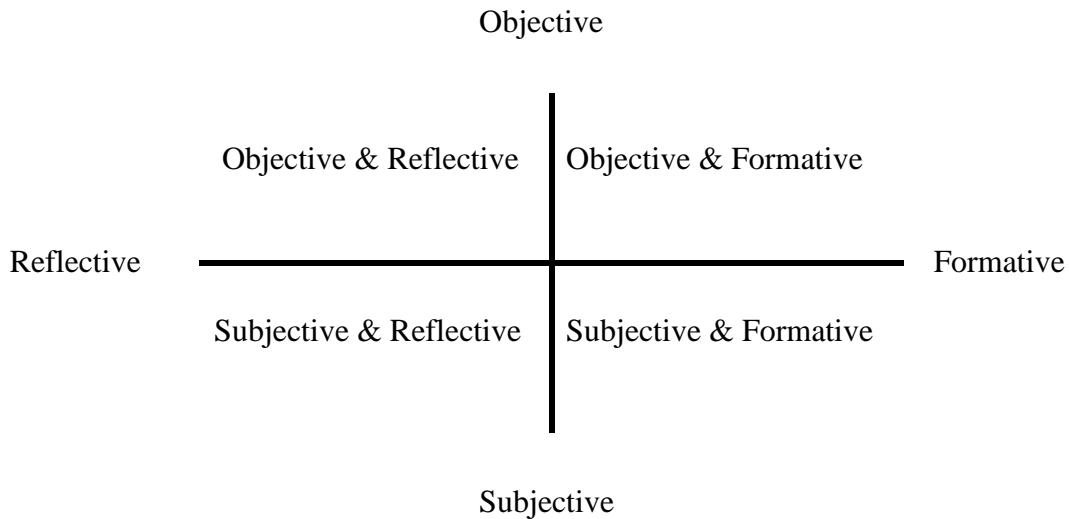 Objective
Objective & Reflective
Objective & Formative
Reflective
Formative
Subjective & Reflective
Subjective & Formative
Subjective